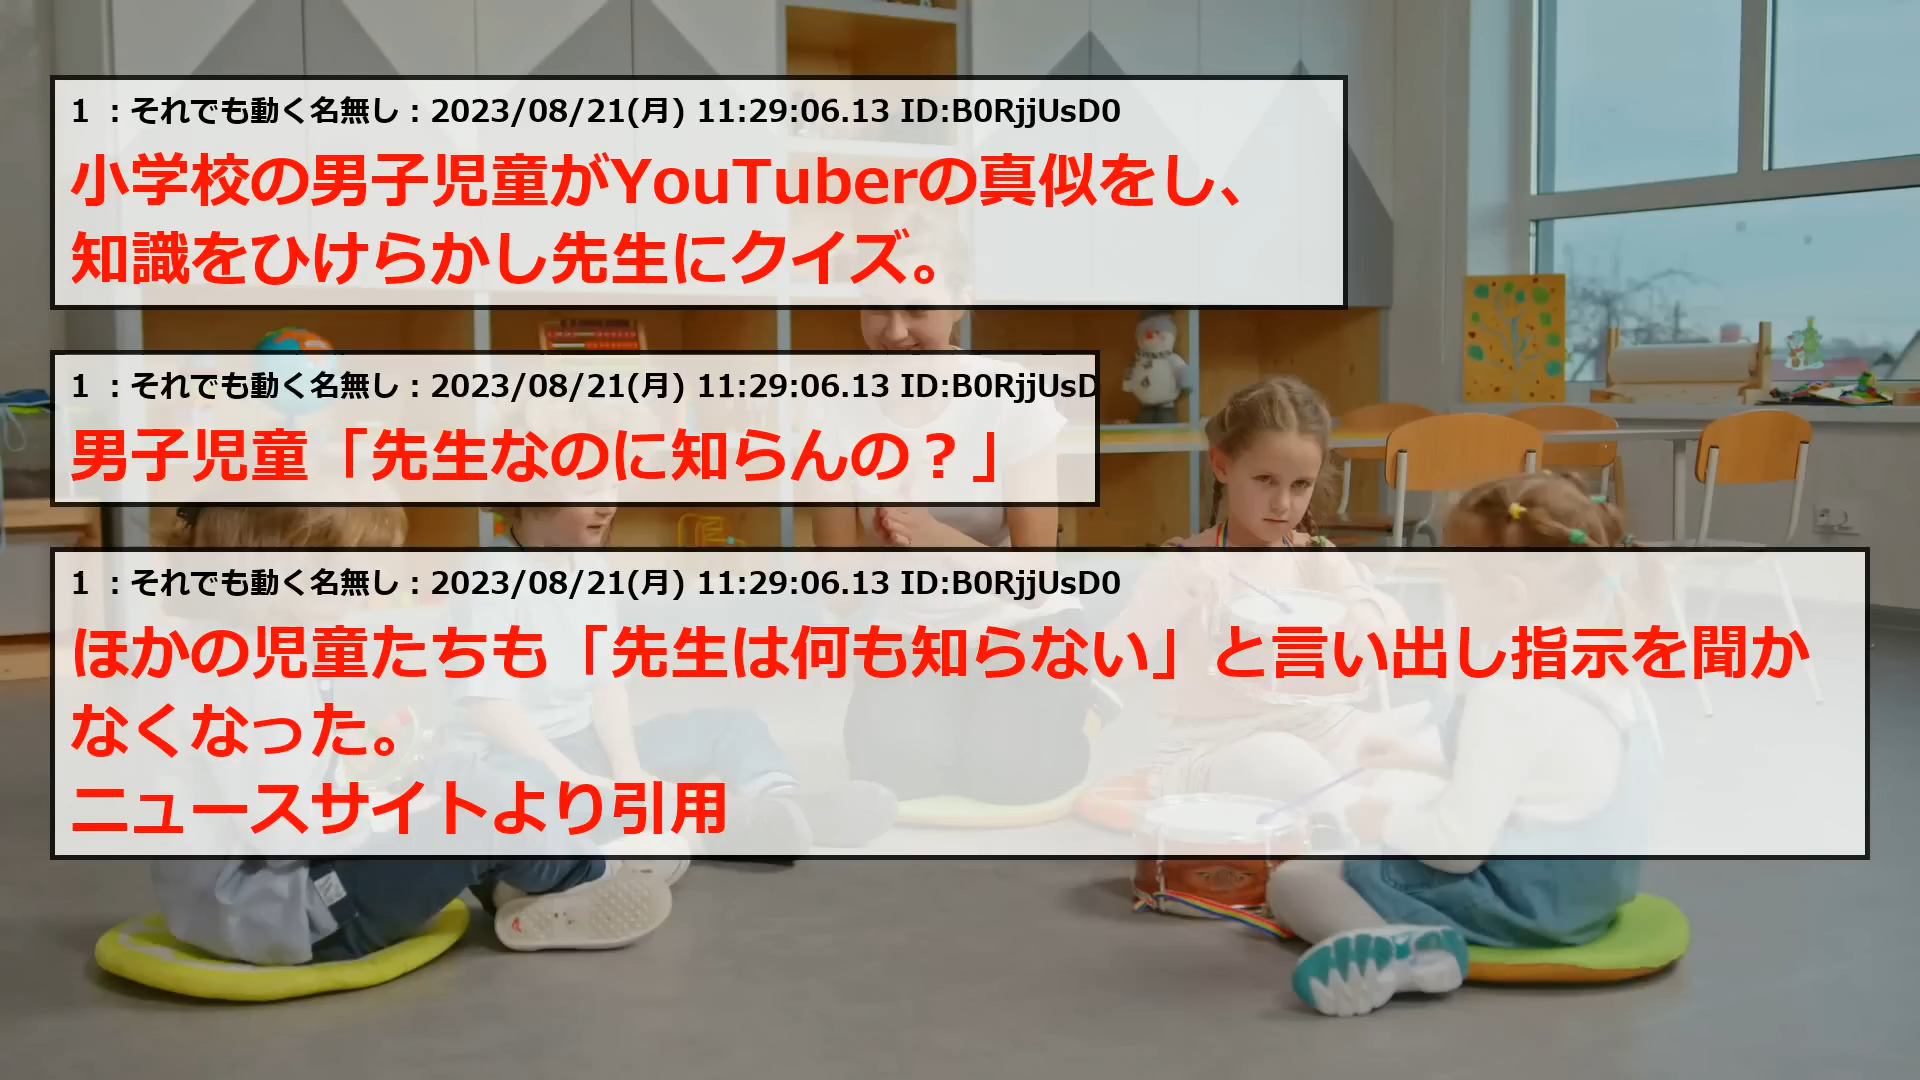 1 ：それでも動く名無し：2023/08/21(月) 11:29:06.13 ID:B0RjjUsD0
小学校の男子児童がYouTuberの真似をし、
知識をひけらかし先生にクイズ。
1 ：それでも動く名無し：2023/08/21(月) 11:29:06.13 ID:B0RjjUsD
男子児童「先生なのに知らんの？」
1 ：それでも動く名無し：2023/08/21(月) 11:29:06.13 ID:B0RjjUsD0
ほかの児童たちも「先生は何も知らない」と言い出し指示を聞か
なくなった。
ニュースサイトより引用